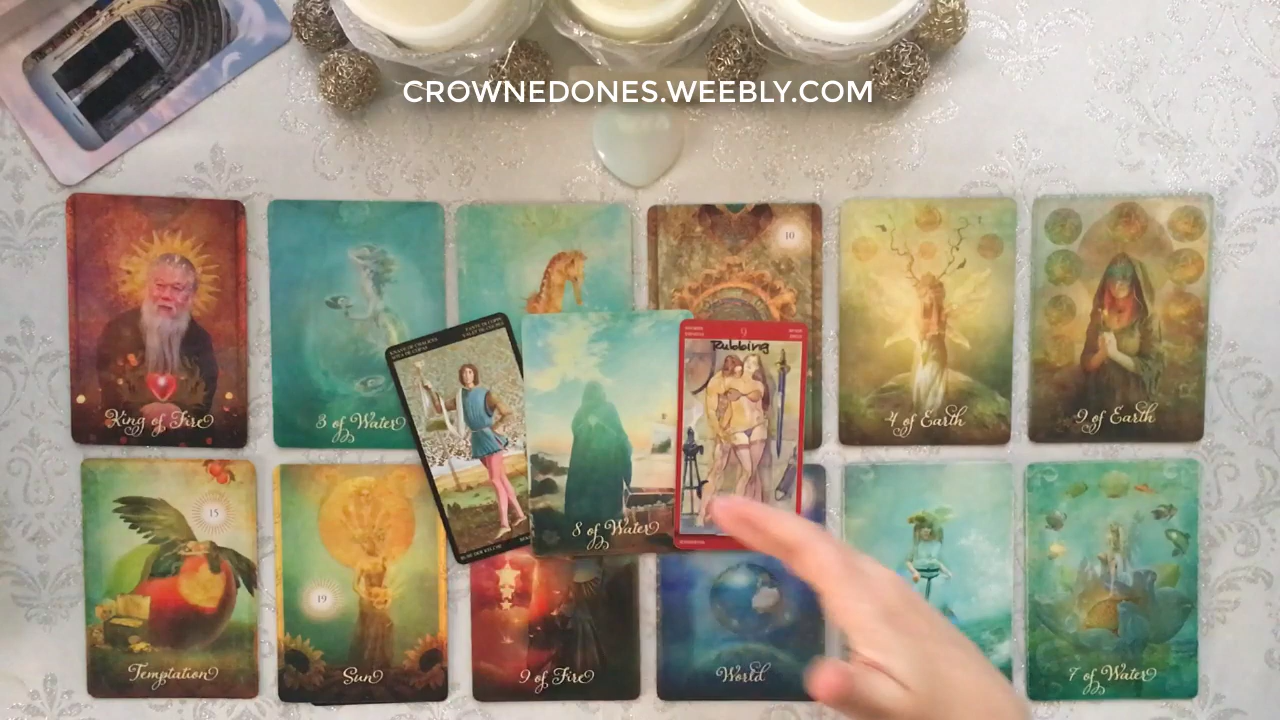 CROWNEDONES.WEEBLY.COM
10
King of Fire
3 of Water
4 of Earth
9 of Earth
9
Rubbing
8 of Water
15
19
Temptation
Sun
9 of Fire
World
7 of Water